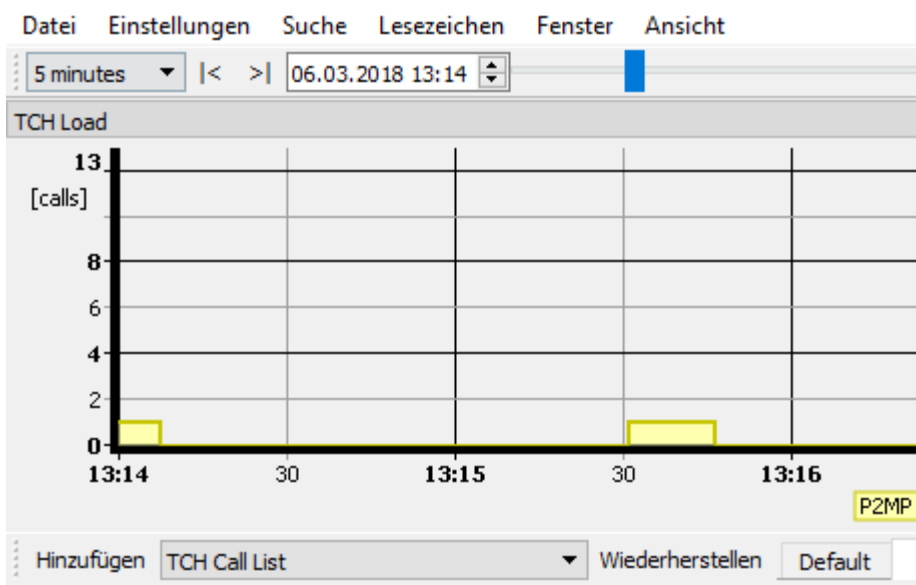 Datei Einstellungen Suche Lesezeichen Fenster Ansicht
5 minutes |< >| 06.03.2018 13:14
TCH Load
13
[calls]
8
6
4
2
0
13:14 30 13:15 30 13:16
P2MP
Hinzufügen TCH Call List Wiederherstellen Default